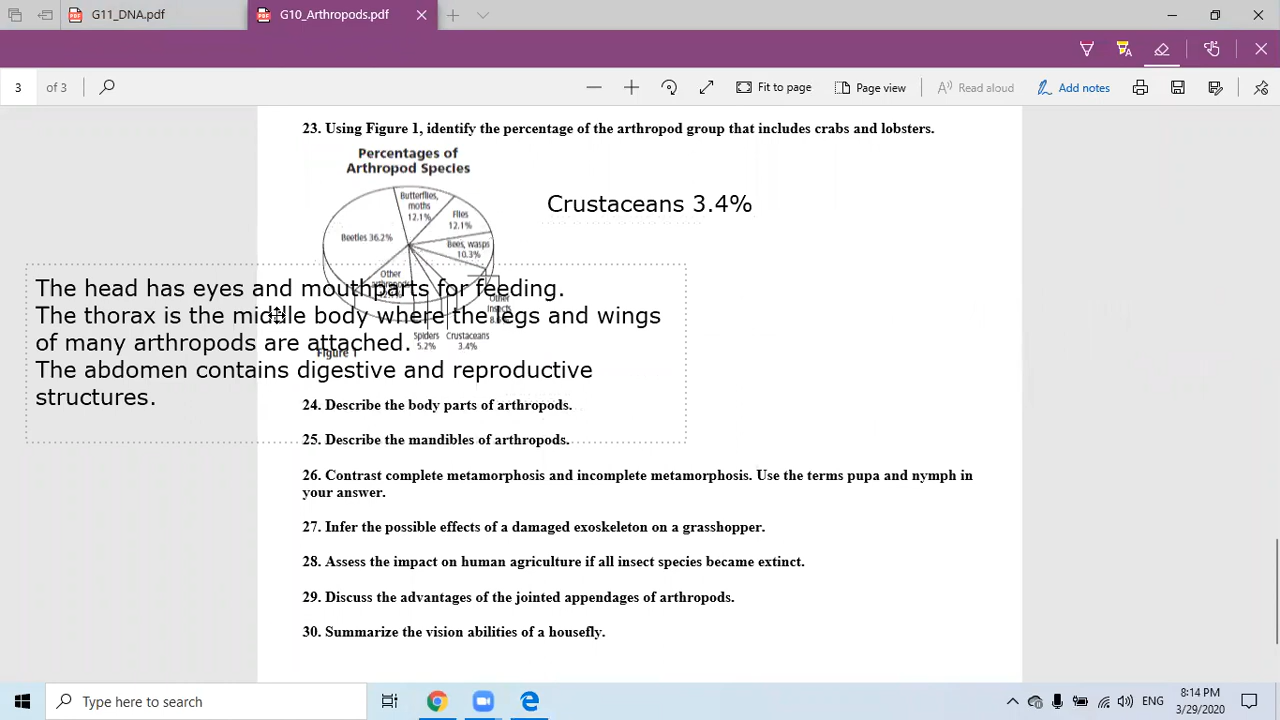 G11_DNA.pdf
G10_Arthropods.pdf
3 of 3
Fit to page
Page view
Read aloud
Add notes
23. Using Figure 1, identify the percentage of the arthropod group that includes crabs and lobsters.
Percentages of
Arthropod Species
Butterflies,
moths
12.1%
Flies
12.1%
Beetles 36.2%
Bees, wasps
10.3%
Other
arthropods
Other
insects
Spiders
5.2%
Crustaceans
3.4%
Figure 1
Crustaceans 3.4%
The head has eyes and mouthparts for feeding.
The thorax is the middle body where the legs and wings
of many arthropods are attached.
The abdomen contains digestive and reproductive
structures.
24. Describe the body parts of arthropods.
25. Describe the mandibles of arthropods.
26. Contrast complete metamorphosis and incomplete metamorphosis. Use the terms pupa and nymph in
your answer.
27. Infer the possible effects of a damaged exoskeleton on a grasshopper.
28. Assess the impact on human agriculture if all insect species became extinct.
29. Discuss the advantages of the jointed appendages of arthropods.
30. Summarize the vision abilities of a housefly.
Type here to search
ENG
8:14 PM
3/29/2020